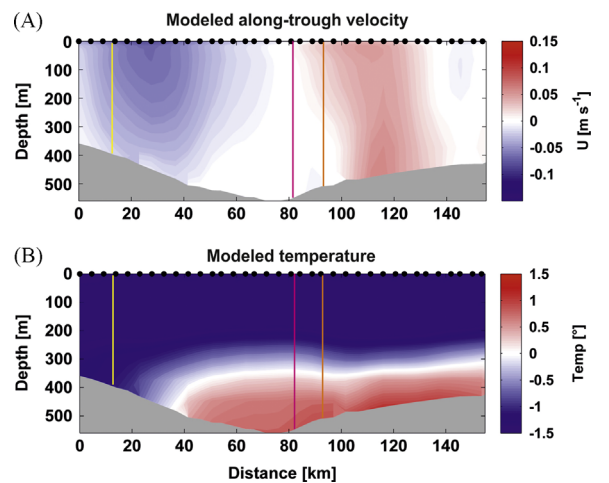 (A)
Modeled along-trough velocity
0
100
200
300
400
500
Depth [m]
0 20 40 60 80 100 120 140
0.15
0.1
0.05
0
-0.05
-0.1
U [m s⁻¹]
(B)
Modeled temperature
0
100
200
300
400
500
Depth [m]
0 20 40 60 80 100 120 140
Distance [km]
1.5
1
0.5
0
-0.5
-1
-1.5
Temp [°]